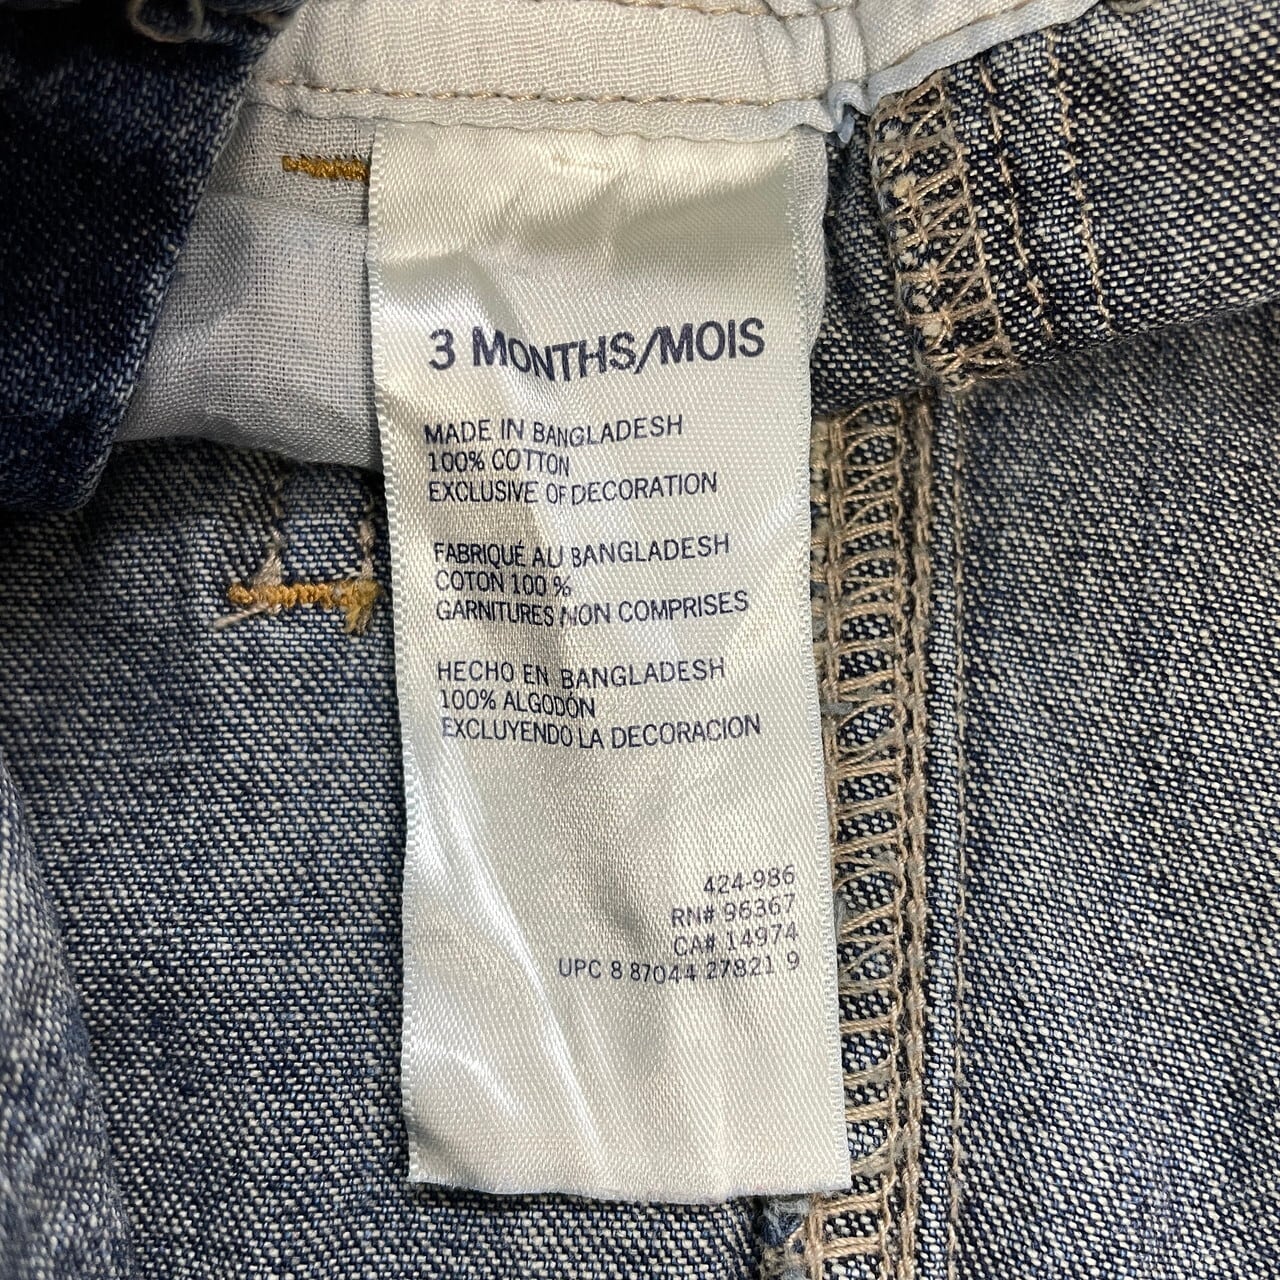 3 MONTHS/MOIS
MADE IN BANGLADESH
100% COTTON
EXCLUSIVE OF DECORATION
FABRIQUÉ AU BANGLADESH
COTON 100 %
GARNITURES NON COMPRISES
HECHO EN BANGLADESH
100% ALGODÓN
EXCLUYENDO LA DECORACION
424-986
RN# 96367
CA# 14974
UPC 8 87044 27821 9